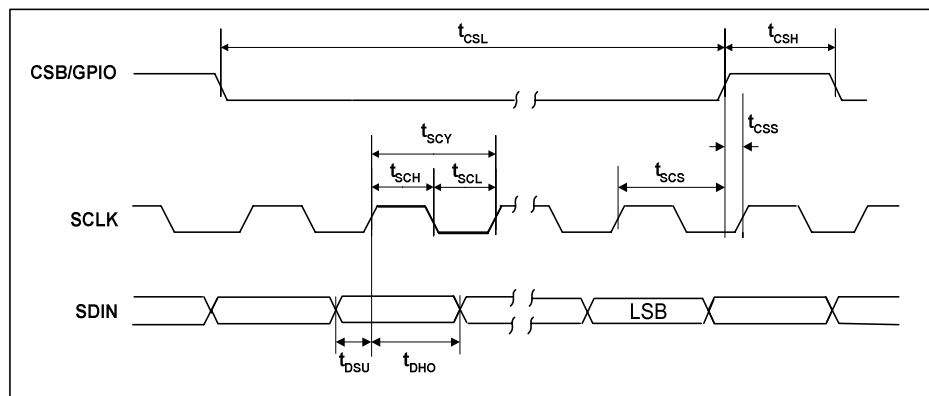 tCSL
tCSH
CSB/GPIO
tCSS
tSCY
tSCH
tSCL
tSCS
SCLK
SDIN
LSB
tDSU
tDHO